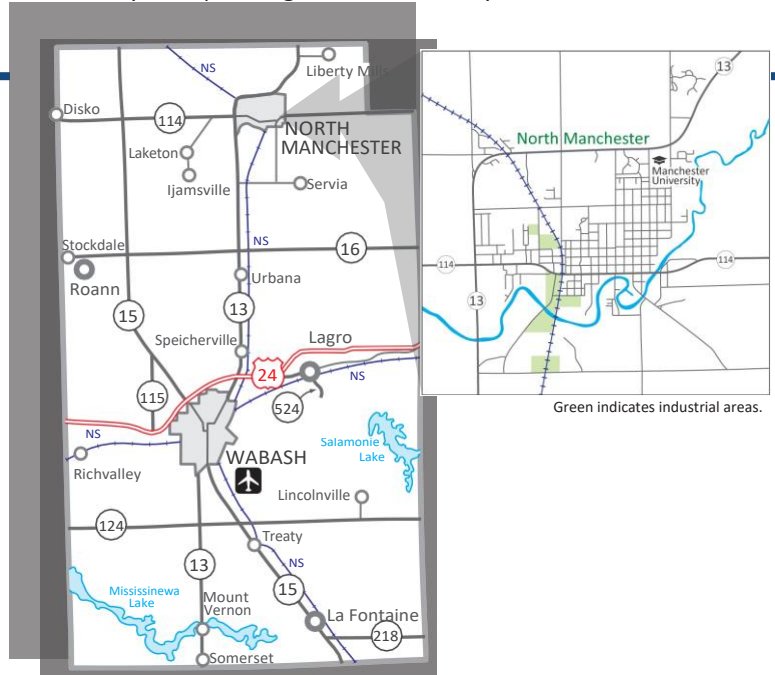 NS
Liberty Mills
Disko
114
NORTH
MANCHESTER
Laketon
Ijamsville
Servia
Stockdale
NS
16
Roann
Urbana
15
13
Speicherville
Lagro
24
NS
115
524
NS
Salamonie
Lake
Richvalley
WABASH
Lincolnville
124
Treaty
13
NS
15
Mississinewa
Lake
Mount
Vernon
La Fontaine
218
Somerset
13
North Manchester
Manchester
University
114
114
13
Green indicates industrial areas.